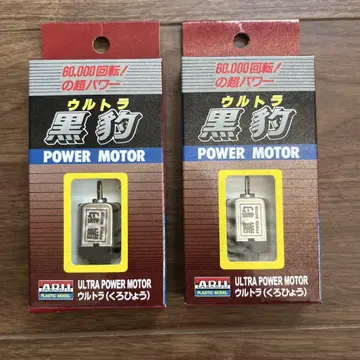 60,000回転!
の超パワー
ウルトラ
黒豹
POWER MOTOR
ARII
PLASTIC MODEL
ULTRA POWER MOTOR
ウルトラ(くろひょう)
60,000回転!
の超パワー
ウルトラ
黒豹
POWER MOTOR
ARII
PLASTIC MODEL
ULTRA POWER MOTOR
ウルトラ(くろひょう)